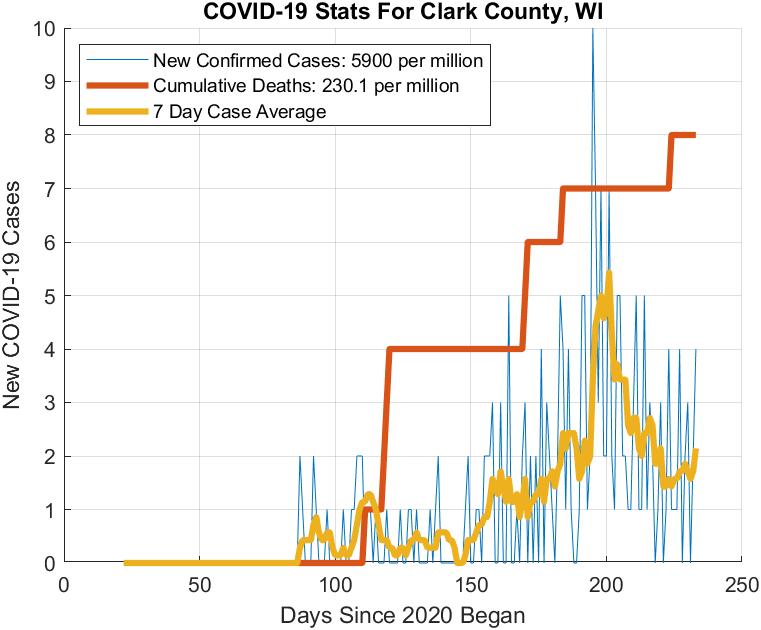 COVID-19 Stats For Clark County, WI
New Confirmed Cases: 5900 per million
Cumulative Deaths: 230.1 per million
7 Day Case Average
New COVID-19 Cases
10
9
8
7
6
5
4
3
2
1
0
0 50 100 150 200 250
Days Since 2020 Began